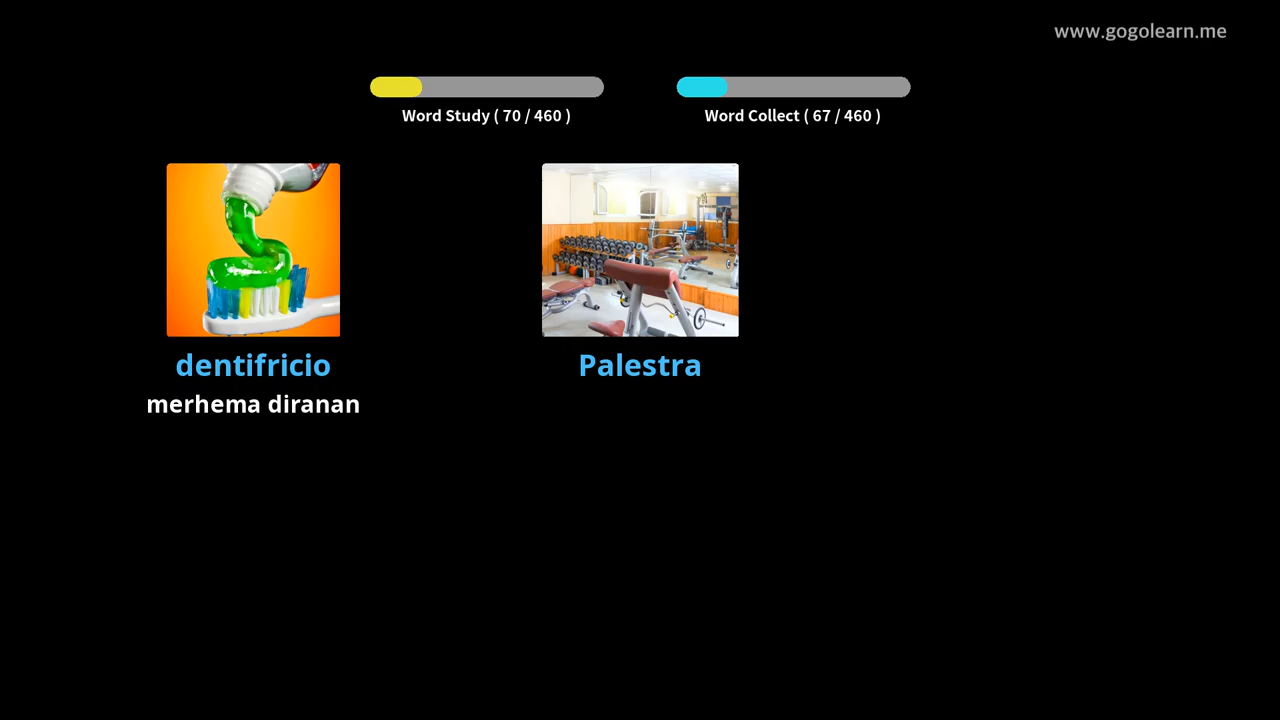 www.gogolearn.me
Word Study ( 70 / 460 )
Word Collect ( 67 / 460 )
dentifricio
merhema diranan
Palestra